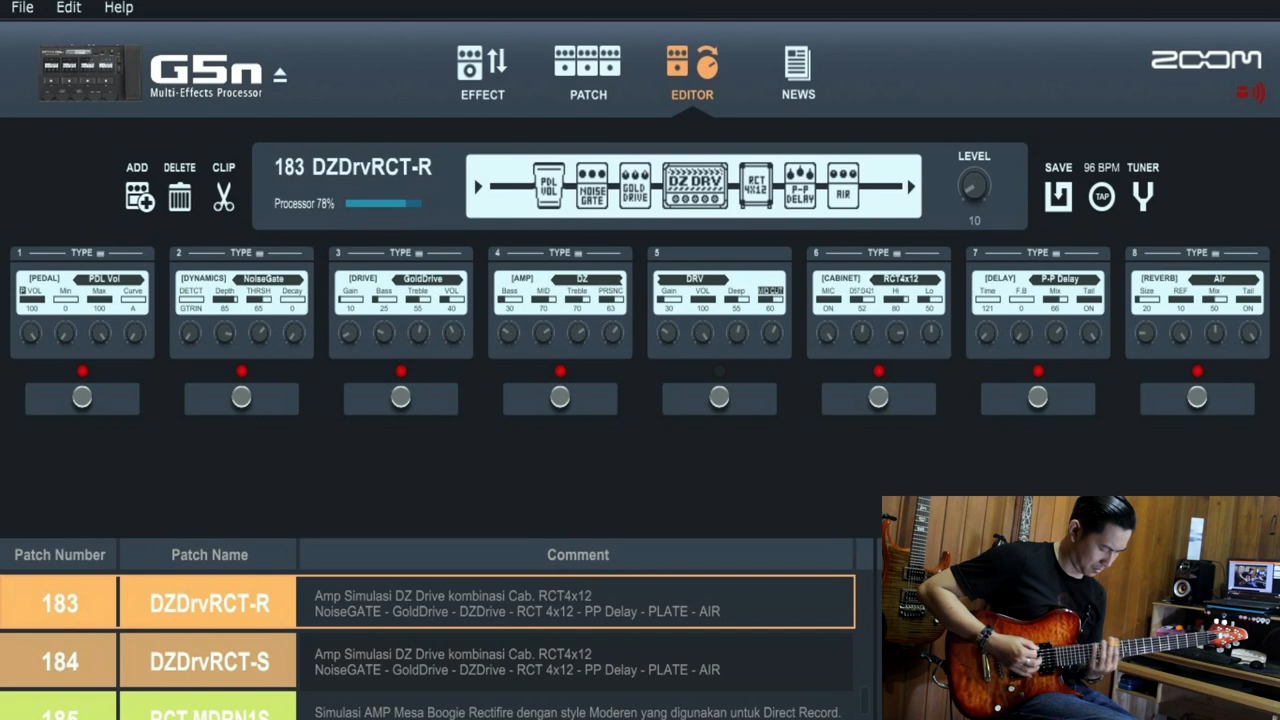 File Edit Help
G5n
Multi-Effects Processor
EFFECT PATCH EDITOR NEWS
ZOOM
ADD DELETE CLIP
183 DZDrvRCT-R
Processor 78%
PDL VOL
NOISE GATE
GOLD DRIVE
DZ DRV
RCT 4X12
P-P DELAY
AIR
LEVEL
10
SAVE 96 BPM TUNER
TAP
1 TYPE
[PEDAL] PDL Vol
P VOL Min Max Curve
100 0 100 A
2 TYPE
[DYNAMICS] NoiseGate
DETCT Depth THRSH Decay
GTRIN 85 65 0
3 TYPE
[DRIVE] GoldDrive
Gain Bass Treble VOL
10 25 55 40
4 TYPE
[AMP] DZ
Bass MID Treble PRSNC
30 70 70 63
5
DRV
Gain VOL Deep MID CUT
30 100 55 60
6 TYPE
[CABINET] RCt4x12
MIC D57:D421 Hi Lo
ON 52 80 50
7 TYPE
[DELAY] P-P Delay
Time F.B Mix Tail
121 0 66 ON
8 TYPE
[REVERB] Air
Size REF Mix Tail
20 10 50 ON
Patch Number Patch Name Comment
183 DZDrvRCT-R
Amp Simulasi DZ Drive kombinasi Cab. RCT4x12
NoiseGATE - GoldDrive - DZDrive - RCT 4x12 - PP Delay - PLATE - AIR
184 DZDrvRCT-S
Amp Simulasi DZ Drive kombinasi Cab. RCT4x12
NoiseGATE - GoldDrive - DZDrive - RCT 4x12 - PP Delay - PLATE - AIR
185 RCT MDRN1S
Simulasi AMP Mesa Boogie Rectifire dengan style Moderen yang digunakan untuk Direct Record.